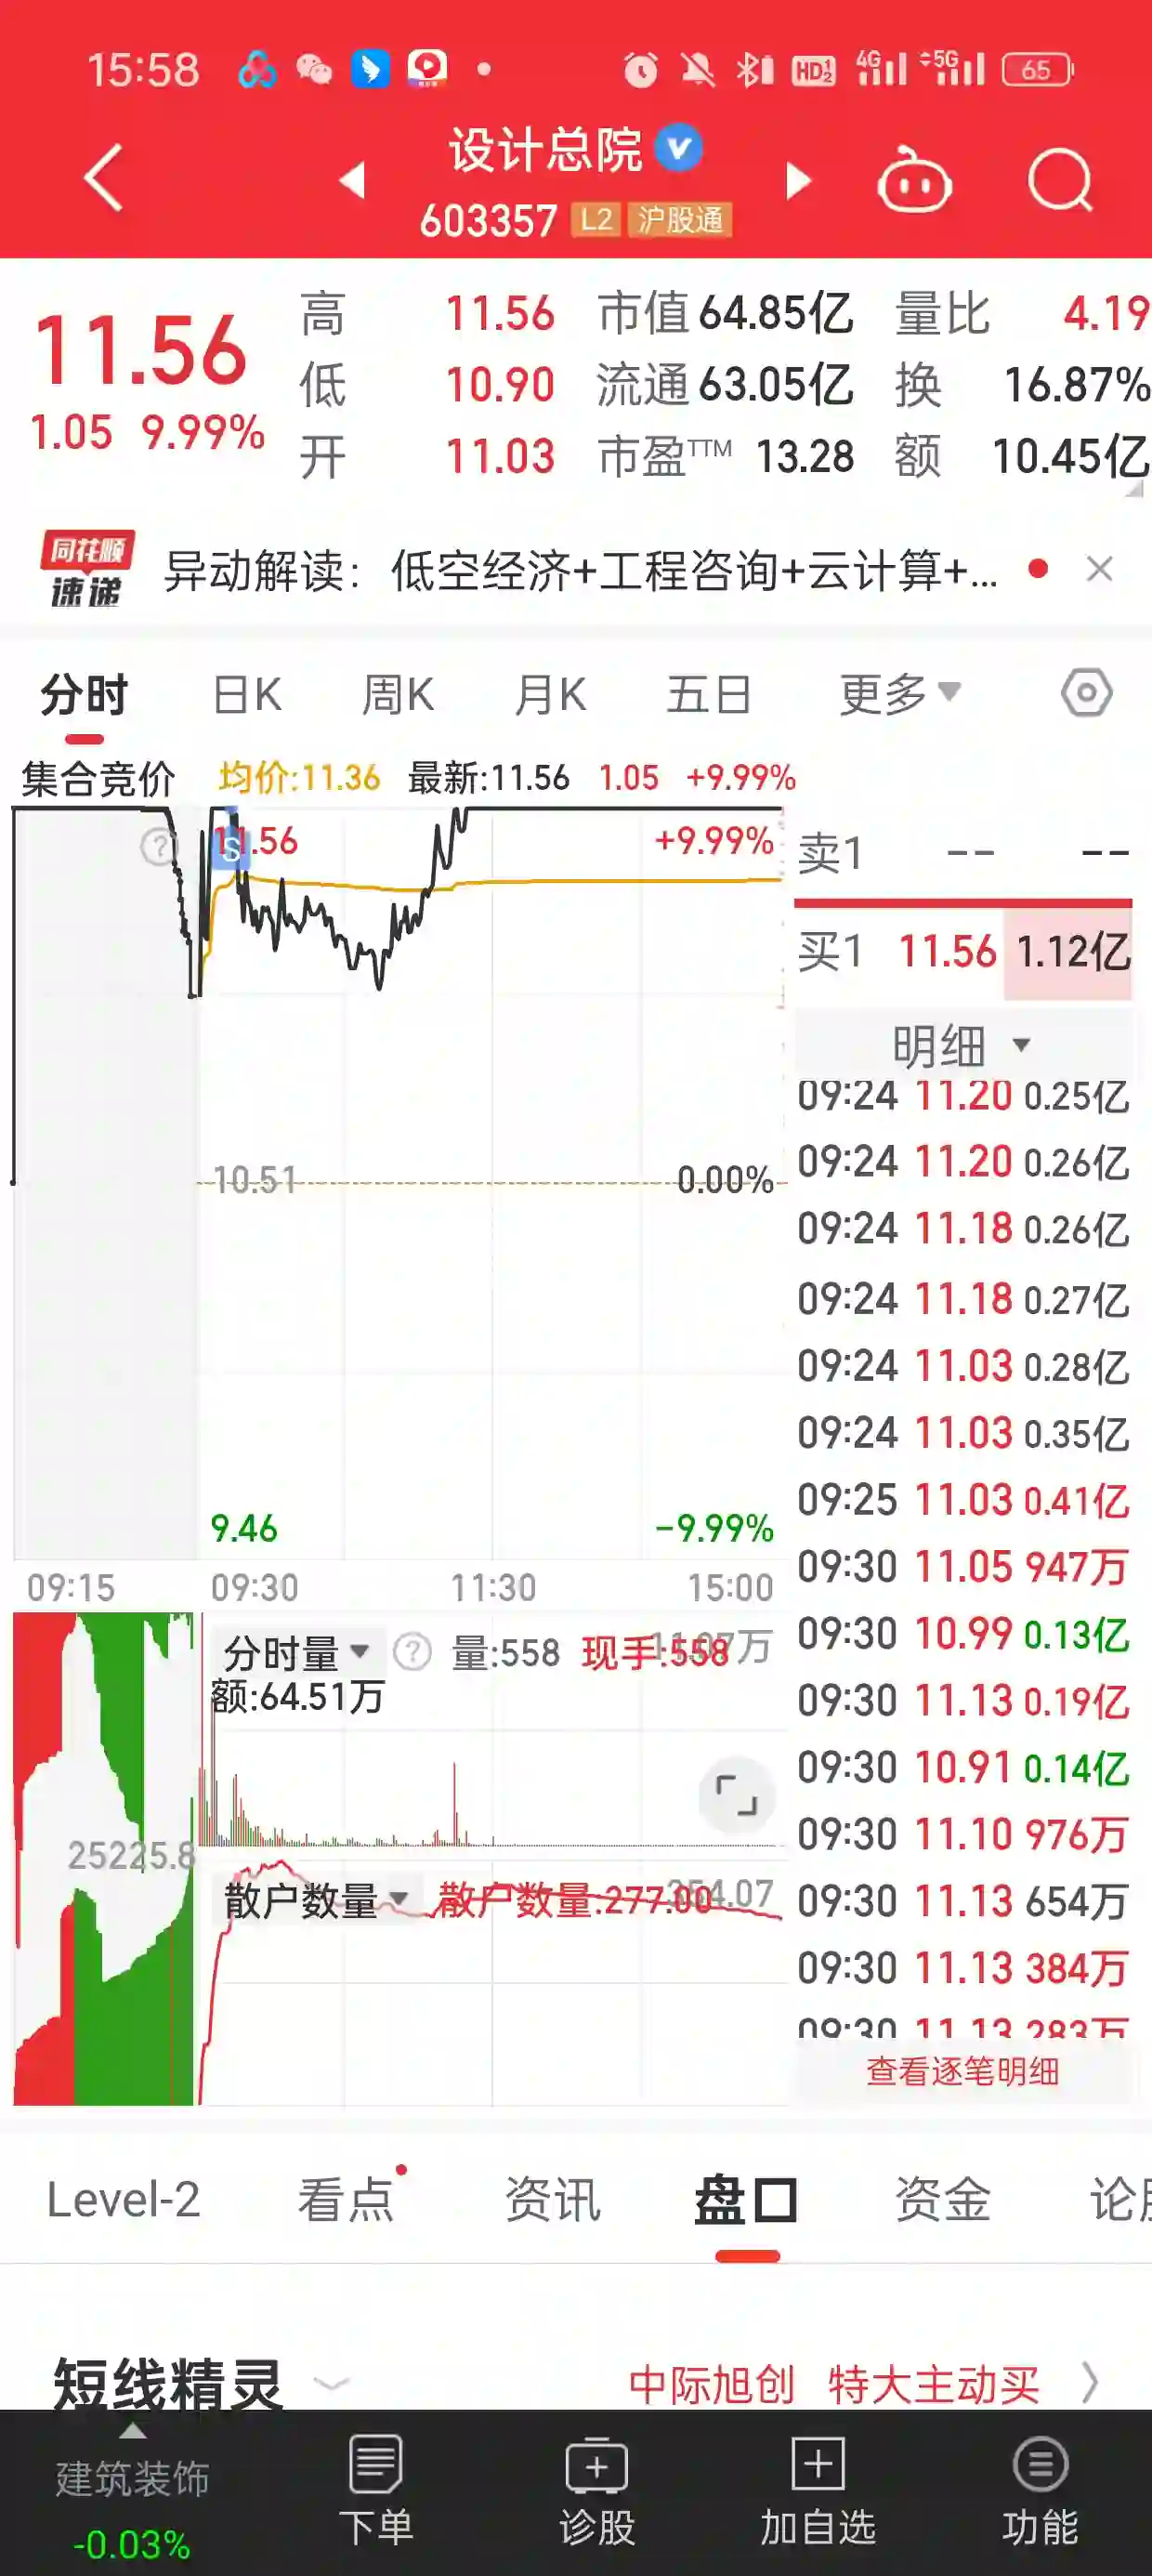 15:58 HD 1 2 4G 5G 65
设计总院
603357 L2 沪股通
11.56
1.05 9.99%
高 11.56 市值 64.85亿 量比 4.19
低 10.90 流通 63.05亿 换 16.87%
开 11.03 市盈TTM 13.28 额 10.45亿
同花顺
速递
异动解读：低空经济+工程咨询+云计算+... ×
分时 日K 周K 月K 五日 更多
集合竞价 均价:11.36 最新:11.56 1.05 +9.99%
? S 11.56 +9.99%
10.51 0.00%
9.46 -9.99%
09:15 09:30 11:30 15:00
卖1 -- --
买1 11.56 1.12亿
明细
09:24 11.20 0.25亿
09:24 11.20 0.26亿
09:24 11.18 0.26亿
09:24 11.18 0.27亿
09:24 11.03 0.28亿
09:24 11.03 0.35亿
09:25 11.03 0.41亿
09:30 11.05 947万
09:30 10.99 0.13亿
09:30 11.13 0.19亿
09:30 10.91 0.14亿
09:30 11.10 976万
09:30 11.13 654万
09:30 11.13 384万
09:30 11.13 283万
查看逐笔明细
分时量 ? 量:558 现手:558
额:64.51万
25225.8
散户数量 散户数量:277.00 354.07
Level-2 看点 资讯 盘口 资金 论股
短线精灵 中际旭创 特大主动买
建筑装饰
-0.03%
下单 诊股 加自选 功能